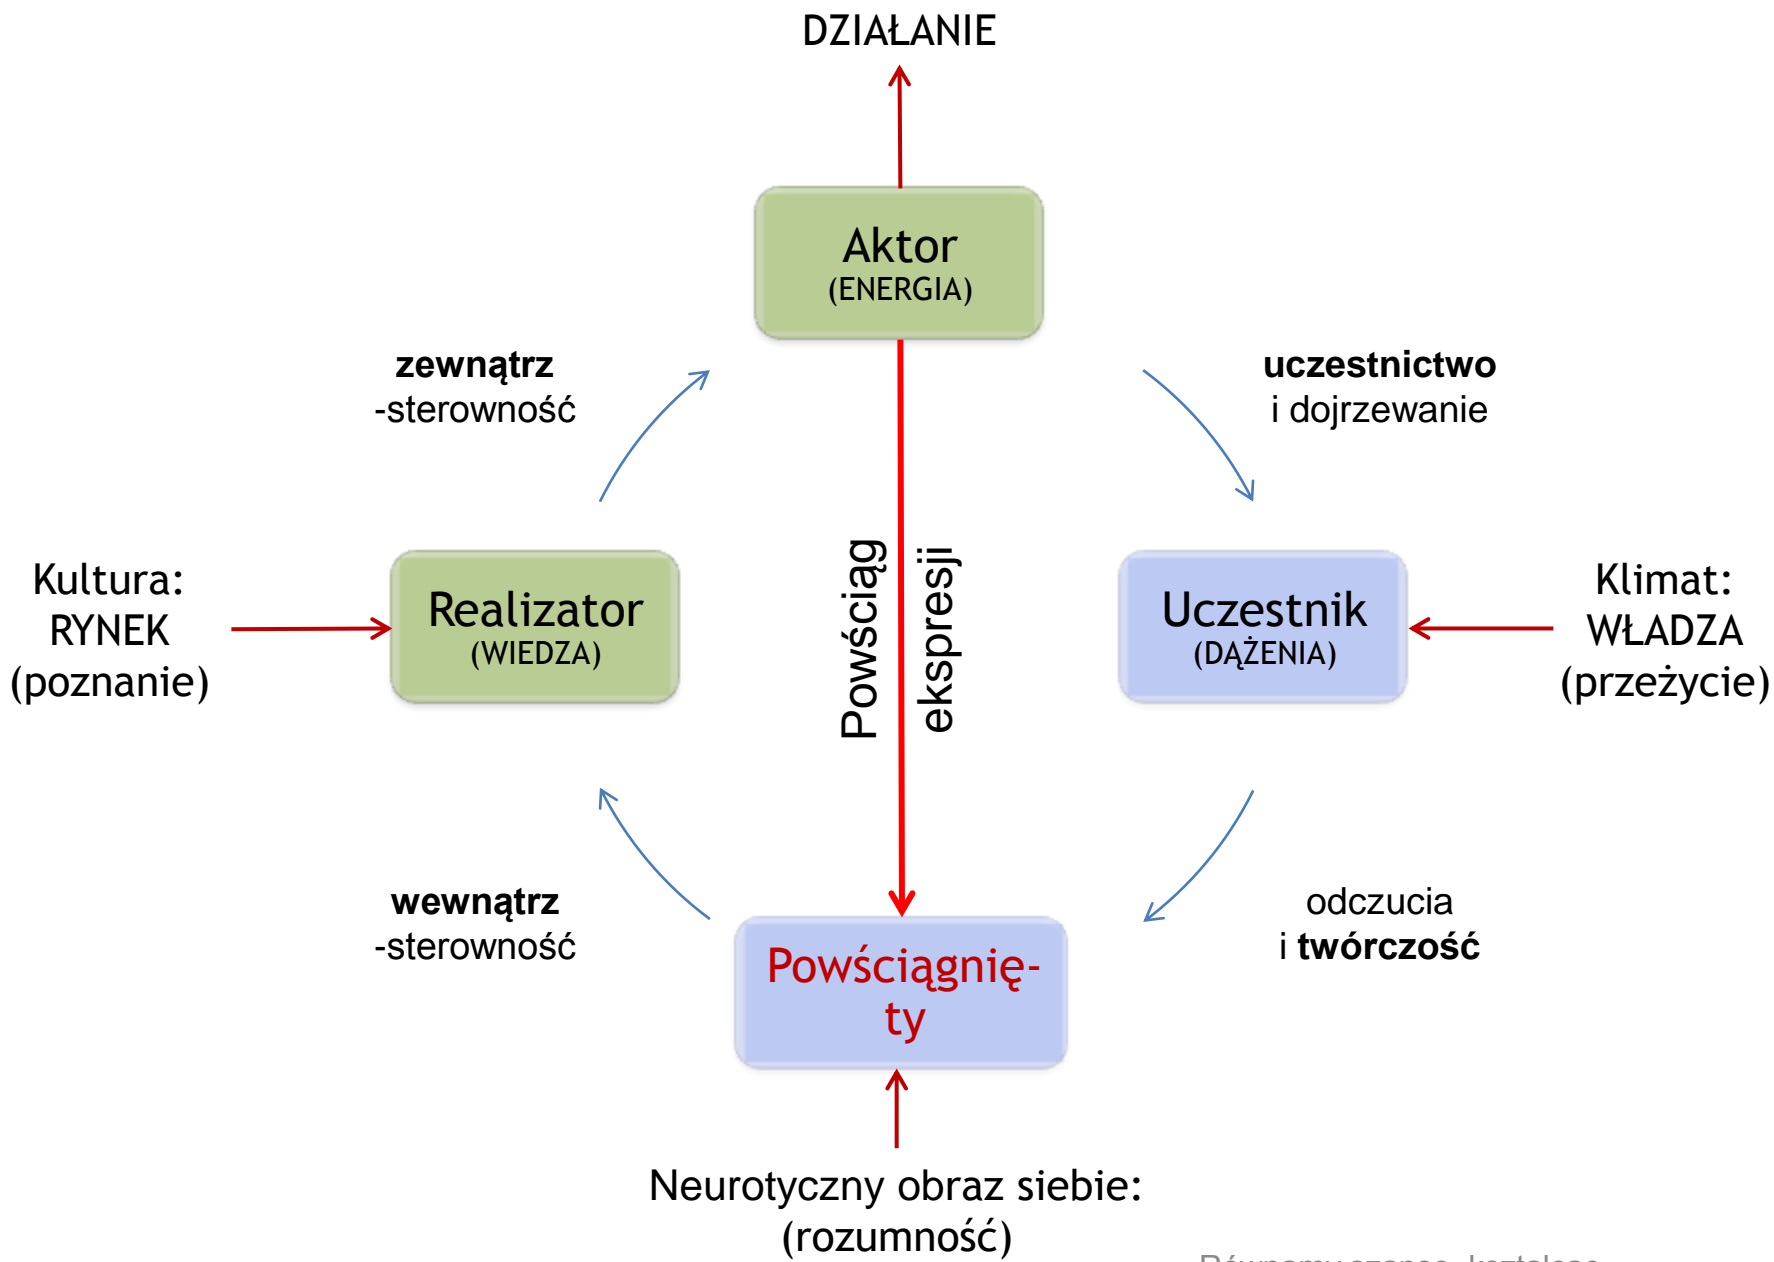 DZIAŁANIE
Aktor
(ENERGIA)
zewnątrz
-sterowność
uczestnictwo
i dojrzewanie
Kultura:
RYNEK
(poznanie)
Realizator
(WIEDZA)
Powściąg
ekspresji
Uczestnik
(DĄŻENIA)
Klimat:
WŁADZA
(przeżycie)
wewnątrz
-sterowność
odczucia
i twórczość
Powściągnię-
ty
Neurotyczny obraz siebie:
(rozumność)